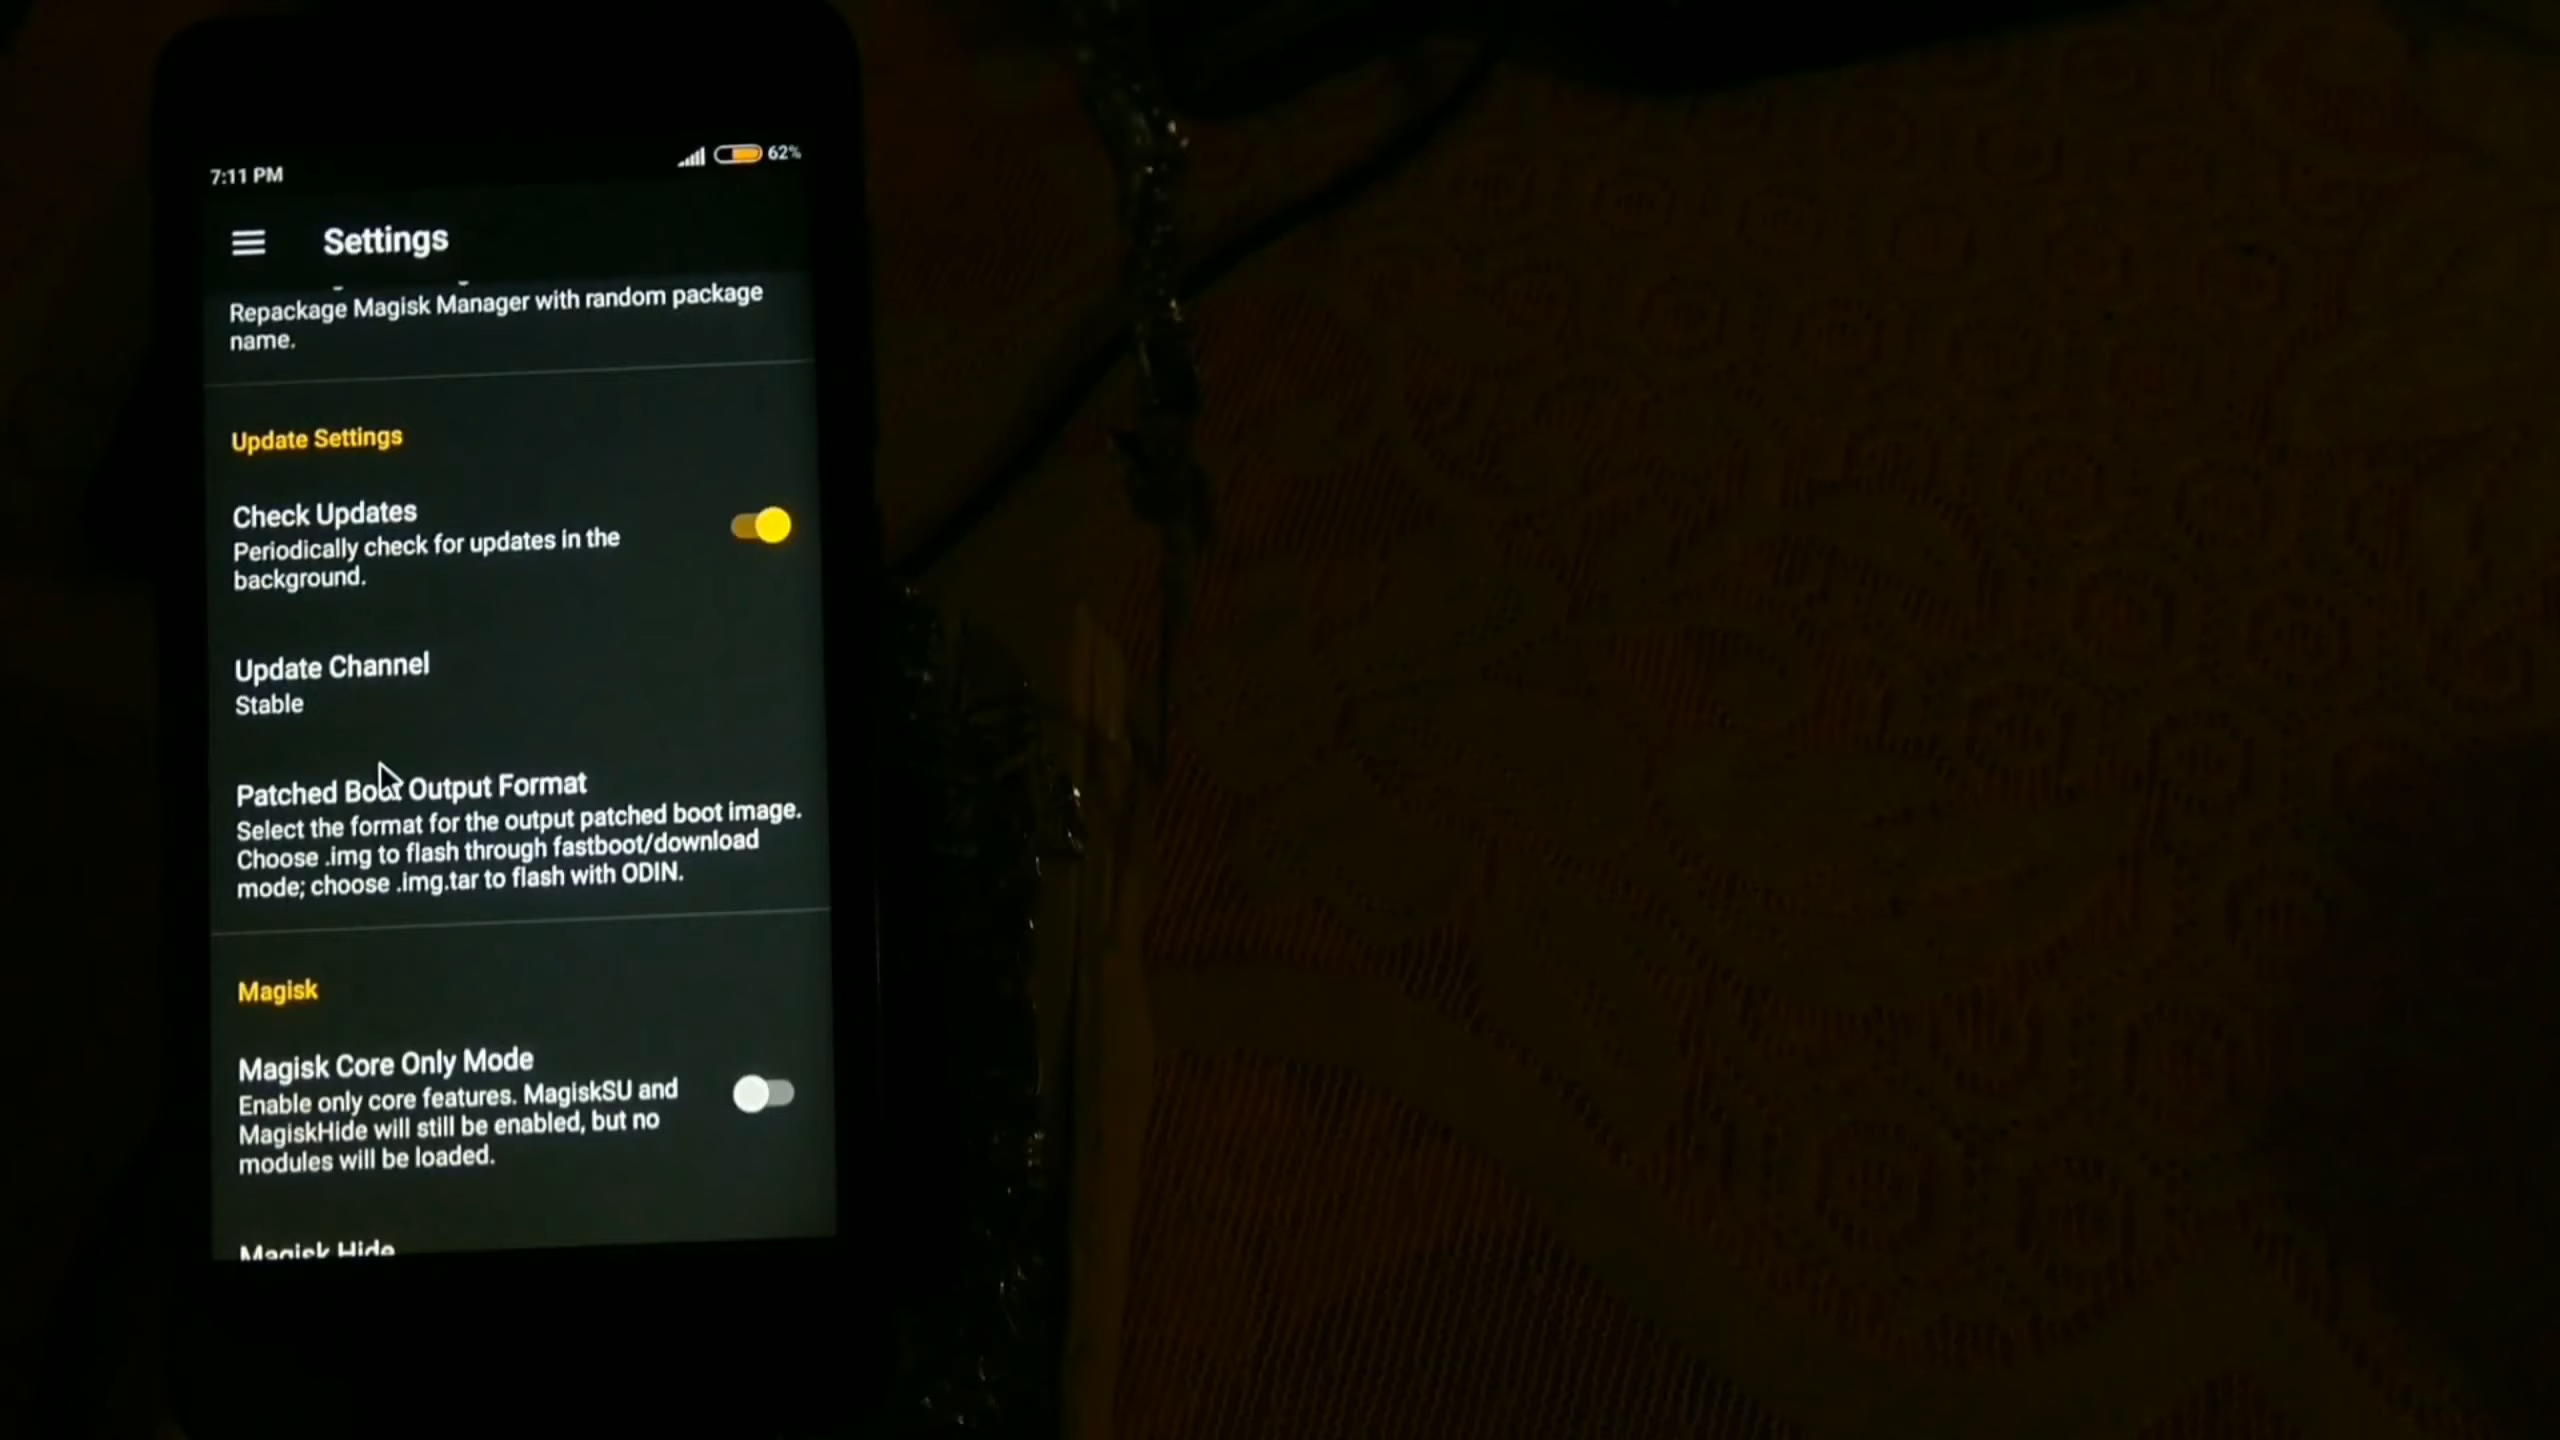 7:11 PM 62%
Settings
Repackage Magisk Manager with random package
name.
Update Settings
Check Updates
Periodically check for updates in the
background.
Update Channel
Stable
Patched Boot Output Format
Select the format for the output patched boot image.
Choose .img to flash through fastboot/download
mode; choose .img.tar to flash with ODIN.
Magisk
Magisk Core Only Mode
Enable only core features. MagiskSU and
MagiskHide will still be enabled, but no
modules will be loaded.
Magisk Hide